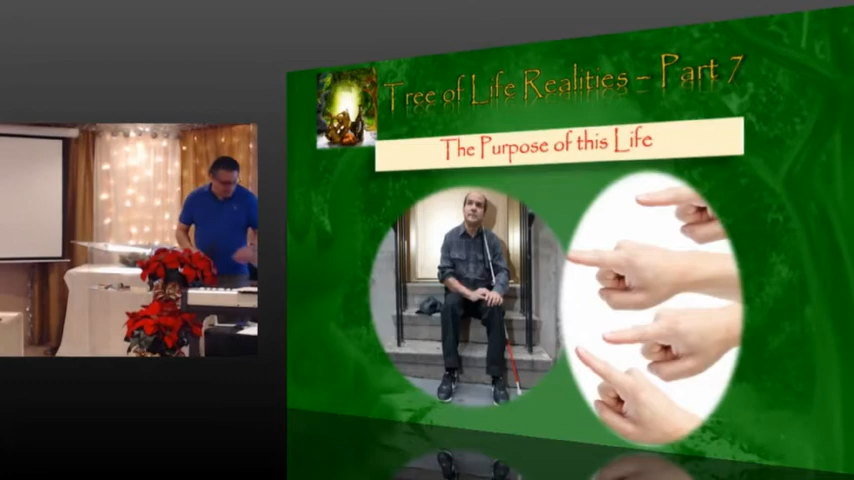 Tree of Life Realities – Part 7
The Purpose of this Life